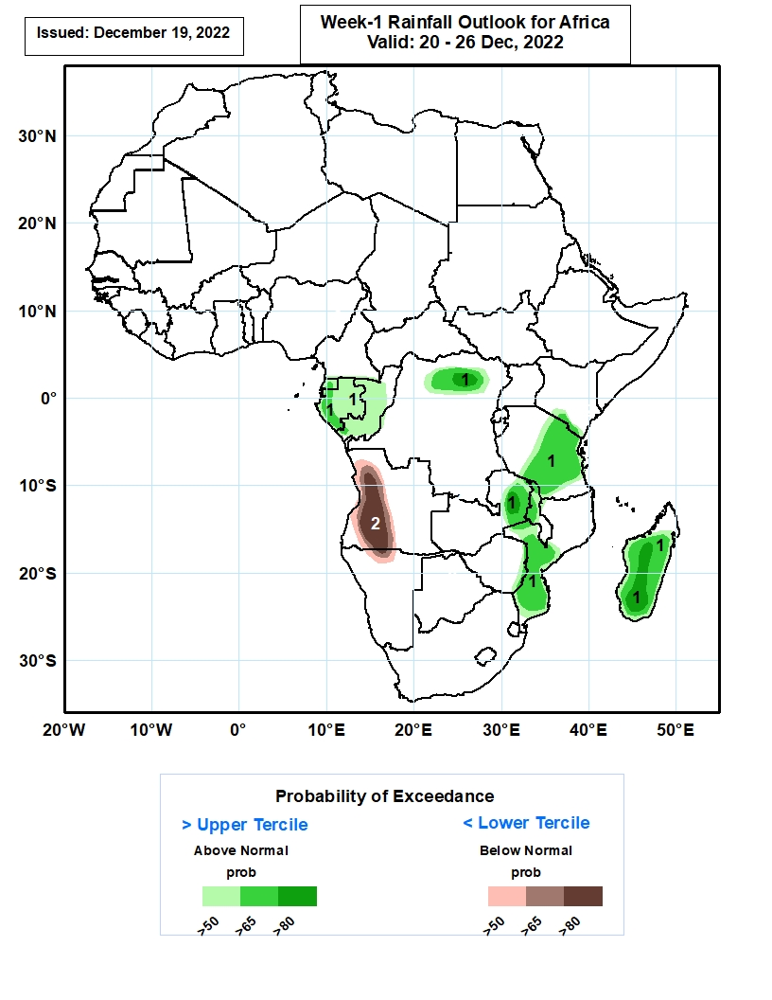 Issued: December 19, 2022
Week-1 Rainfall Outlook for Africa
Valid: 20 - 26 Dec, 2022
30°N
20°N
10°N
0°
10°S
20°S
30°S
1
1
1
1
1
2
1
1
1
20°W
10°W
0°
10°E
20°E
30°E
40°E
50°E
Probability of Exceedance
> Upper Tercile
< Lower Tercile
Above Normal
Below Normal
prob
prob
>50
>65
>80
>50
>65
>80